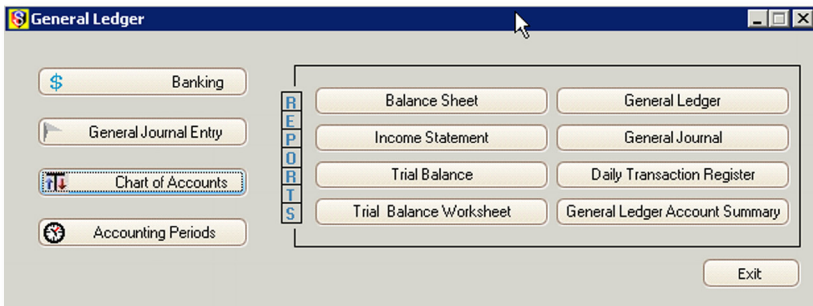 General Ledger
$ Banking
General Journal Entry
Chart of Accounts
Accounting Periods
REPORTS
Balance Sheet
General Ledger
Income Statement
General Journal
Trial Balance
Daily Transaction Register
Trial Balance Worksheet
General Ledger Account Summary
Exit